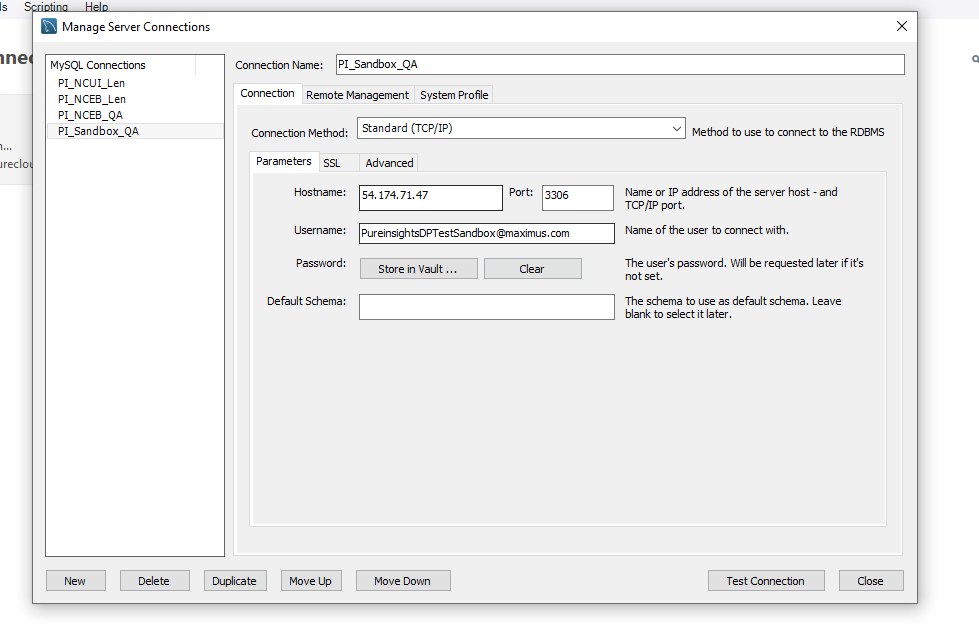 ls Scripting Help
Manage Server Connections
nnec
n...
urecloud
MySQL Connections
PI_NCUI_Len
PI_NCEB_Len
PI_NCEB_QA
PI_Sandbox_QA
Connection Name: PI_Sandbox_QA
Connection Remote Management System Profile
Connection Method: Standard (TCP/IP) Method to use to connect to the RDBMS
Parameters SSL Advanced
Hostname: 54.174.71.47 Port: 3306 Name or IP address of the server host - and
TCP/IP port.
Username: PureinsightsDPTestSandbox@maximus.com Name of the user to connect with.
Password: Store in Vault ... Clear The user's password. Will be requested later if it's
not set.
Default Schema: The schema to use as default schema. Leave
blank to select it later.
New Delete Duplicate Move Up Move Down Test Connection Close